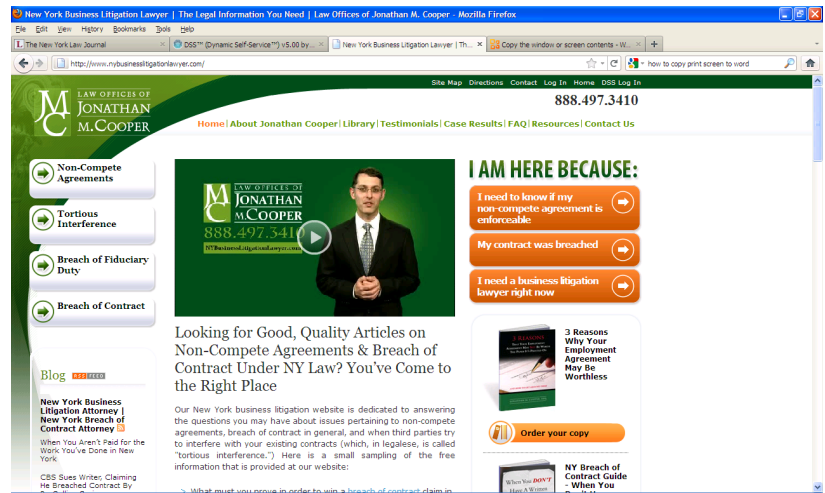 New York Business Litigation Lawyer | The Legal Information You Need | Law Offices of Jonathan M. Cooper - Mozilla Firefox
File Edit View History Bookmarks Tools Help
The New York Law Journal × DSS™ (Dynamic Self-Service™) v5.00 by... × New York Business Litigation Lawyer | Th... × Copy the window or screen contents - W... × +
http://www.nybusinesslitigationlawyer.com/ how to copy print screen to word
Site Map Directions Contact Log In Home DSS Log In
888.497.3410
MC
LAW OFFICES OF
JONATHAN
M.COOPER
Home| About Jonathan Cooper| Library| Testimonials| Case Results| FAQ| Resources| Contact Us
Non-Compete
Agreements
Tortious
Interference
Breach of Fiduciary
Duty
Breach of Contract
Blog RSS FEED
New York Business
Litigation Attorney |
New York Breach of
Contract Attorney
When You Aren't Paid for the
Work You've Done in New
York
CBS Sues Writer, Claiming
He Breached Contract By
MC
LAW OFFICES OF
JONATHAN
M.COOPER
888.497.3410
NYBusinessLitigationLawyer.com
Looking for Good, Quality Articles on
Non-Compete Agreements & Breach of
Contract Under NY Law? You've Come to
the Right Place
Our New York business litigation website is dedicated to answering
the questions you may have about issues pertaining to non-compete
agreements, breach of contract in general, and when third parties try
to interfere with your existing contracts (which, in legalese, is called
"tortious interference.") Here is a small sampling of the free
information that is provided at our website:
> What must you prove in order to win a breach of contract claim in
I AM HERE BECAUSE:
I need to know if my
non-compete agreement is
enforceable
My contract was breached
I need a business litigation
lawyer right now
3 REASONS
3 Reasons
Why Your
Employment
Agreement
May Be
Worthless
Order your copy
When You DON'T
Have A Written
NY Breach of
Contract Guide
- When You